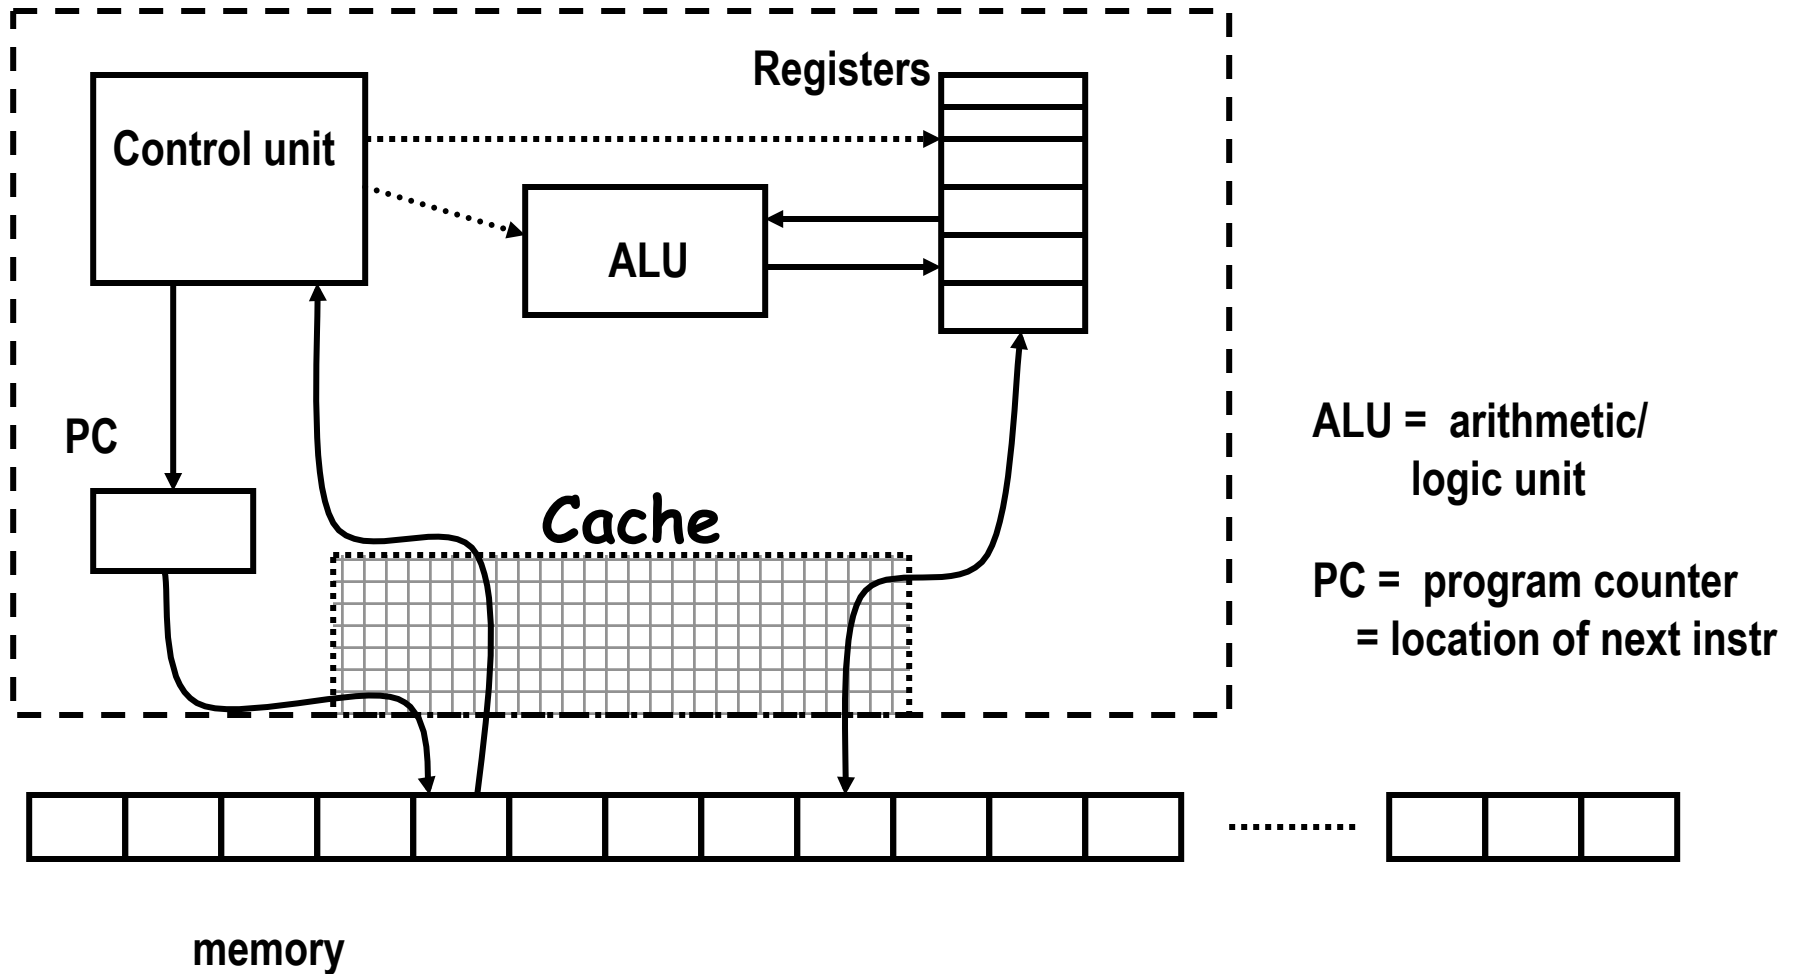 Registers
Control unit
ALU
PC
Cache
ALU = arithmetic/
logic unit
PC = program counter
= location of next instr
memory